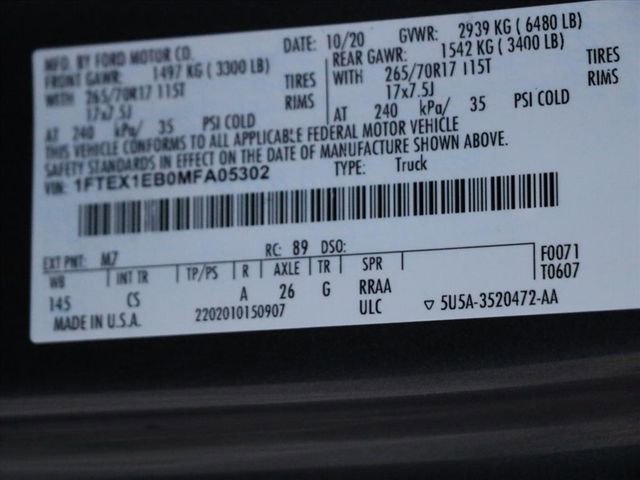 MFD. BY FORD MOTOR CO. DATE: 10/20 GVWR: 2939 KG (6480 LB)
FRONT GAWR: 1497 KG (3300 LB) REAR GAWR: 1542 KG (3400 LB)
WITH 265/70R17 115T TIRES WITH 265/70R17 115T TIRES
17x7.5J RIMS 17x7.5J RIMS
AT 240 kPa/ 35 PSI COLD AT 240 kPa/ 35 PSI COLD
THIS VEHICLE CONFORMS TO ALL APPLICABLE FEDERAL MOTOR VEHICLE
SAFETY STANDARDS IN EFFECT ON THE DATE OF MANUFACTURE SHOWN ABOVE.
VIN: 1FTEX1EB0MFA05302 TYPE: Truck
EXT PNT: M7 RC: 89 DSO: F0071
WB INT TR TP/PS R AXLE TR SPR T0607
145 CS A 26 G RRAA
MADE IN U.S.A. 2202010150907 ULC ▽ 5U5A-3520472-AA